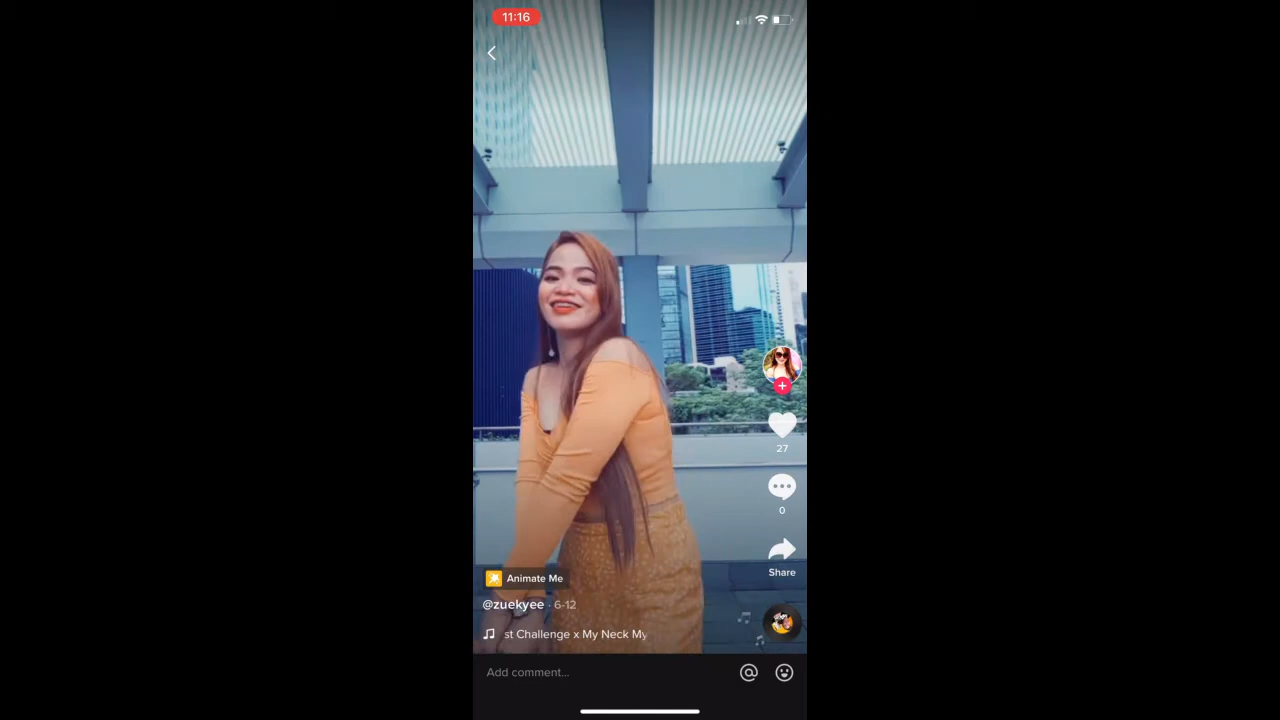 11:16
27
0
Share
Animate Me
@zuekyee · 6-12
st Challenge x My Neck My
Add comment...